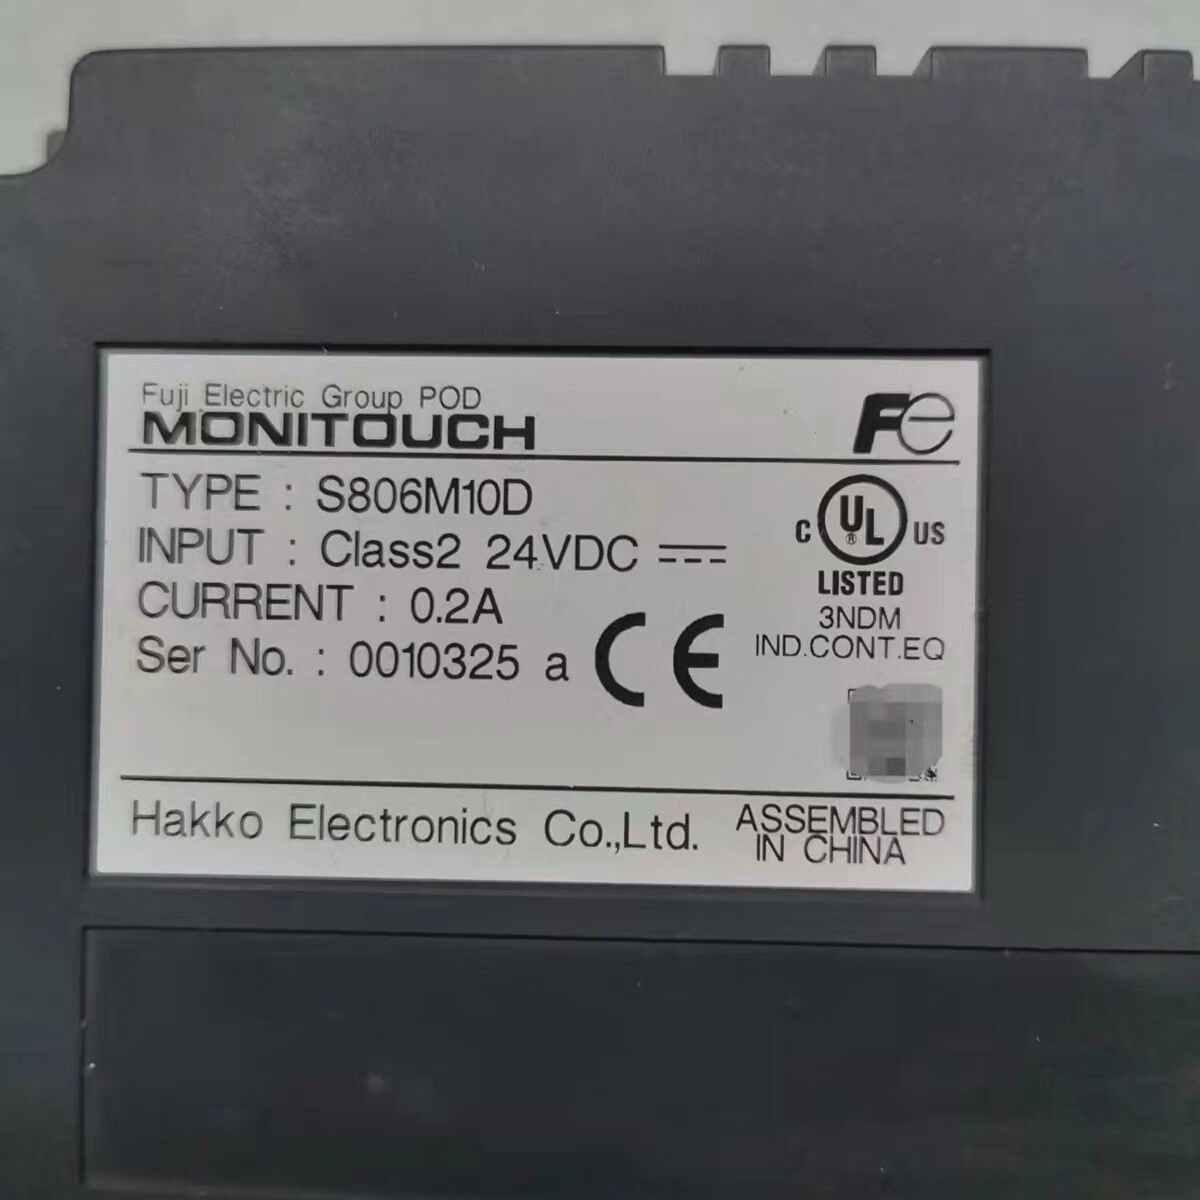 Fuji Electric Group POD
MONITOUCH
Fe
TYPE : S806M10D
INPUT : Class2 24VDC
CURRENT : 0.2A
Ser No. : 0010325 a
CE
C UL US
®
LISTED
3NDM
IND.CONT.EQ
Hakko Electronics Co.,Ltd.
ASSEMBLED
IN CHINA